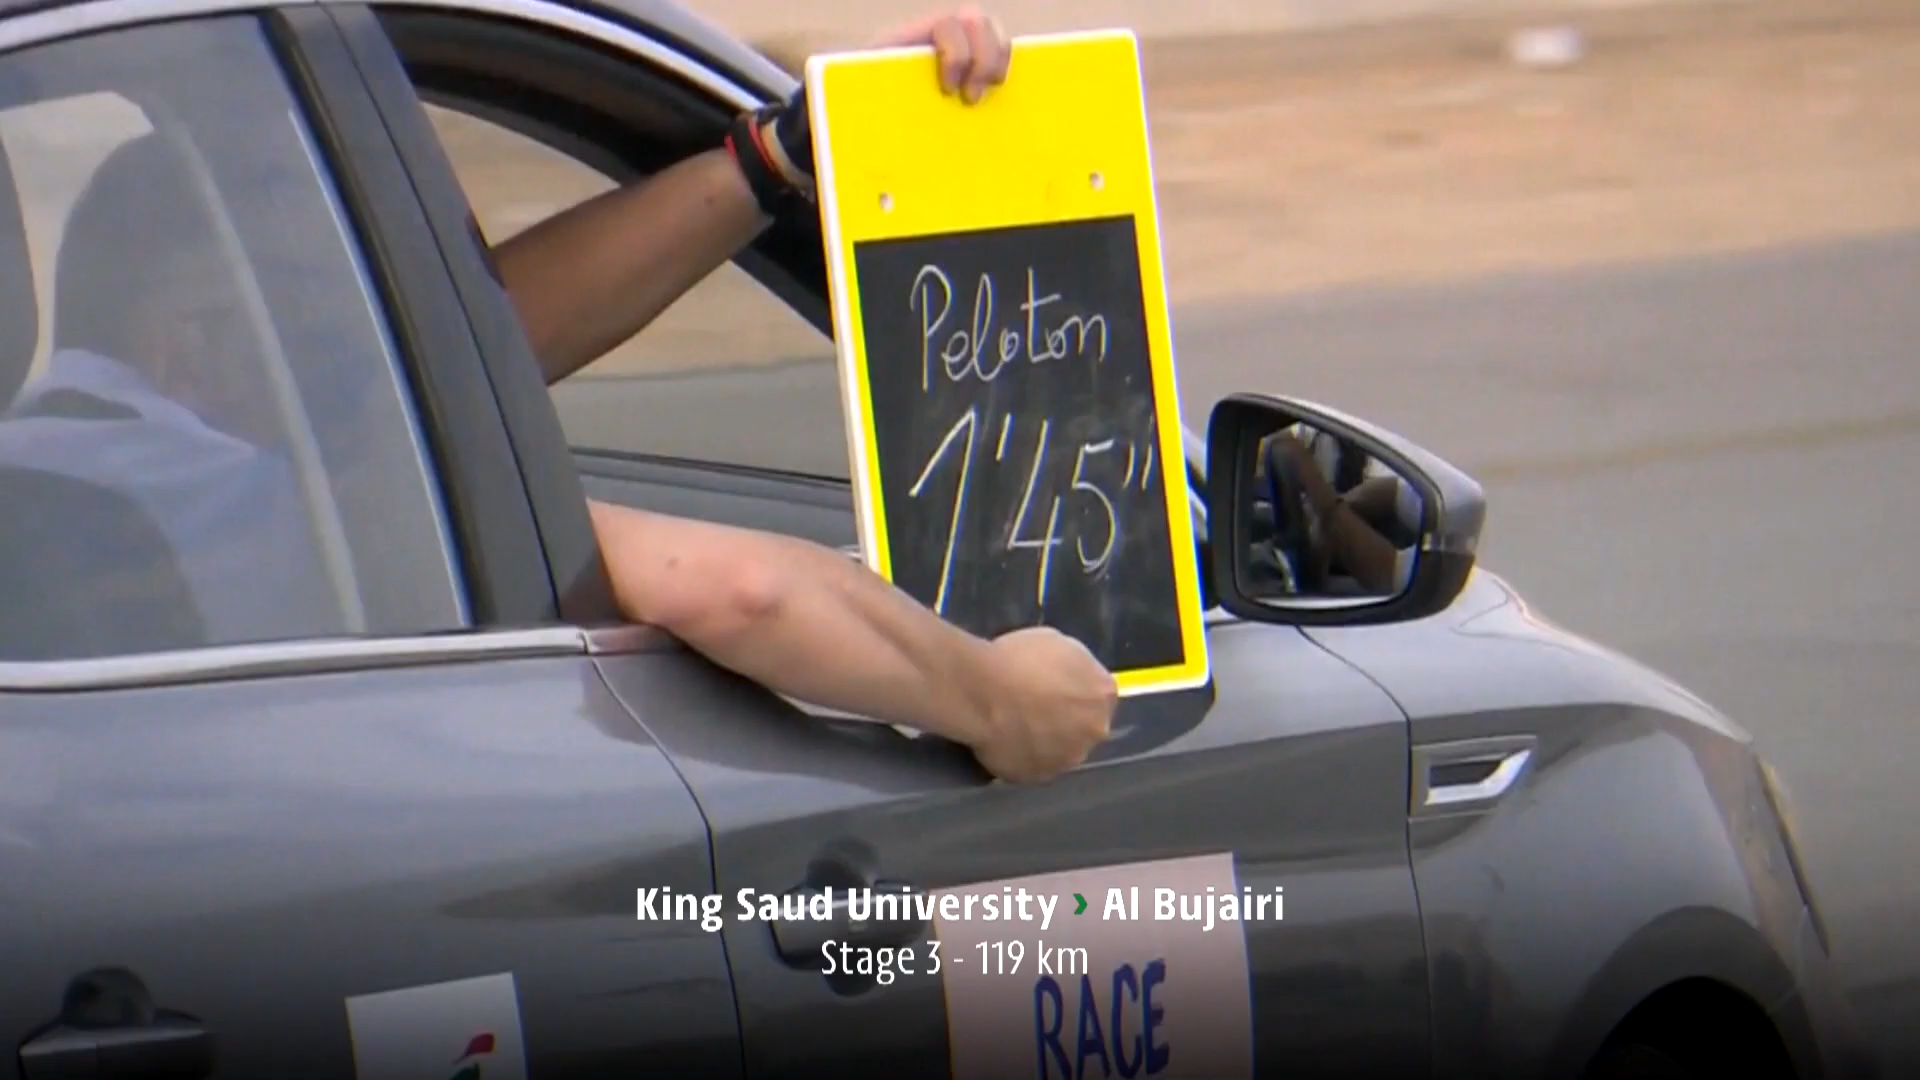 Peloton
1'45"
King Saud University > Al Bujairi
Stage 3 - 119 km
RACE